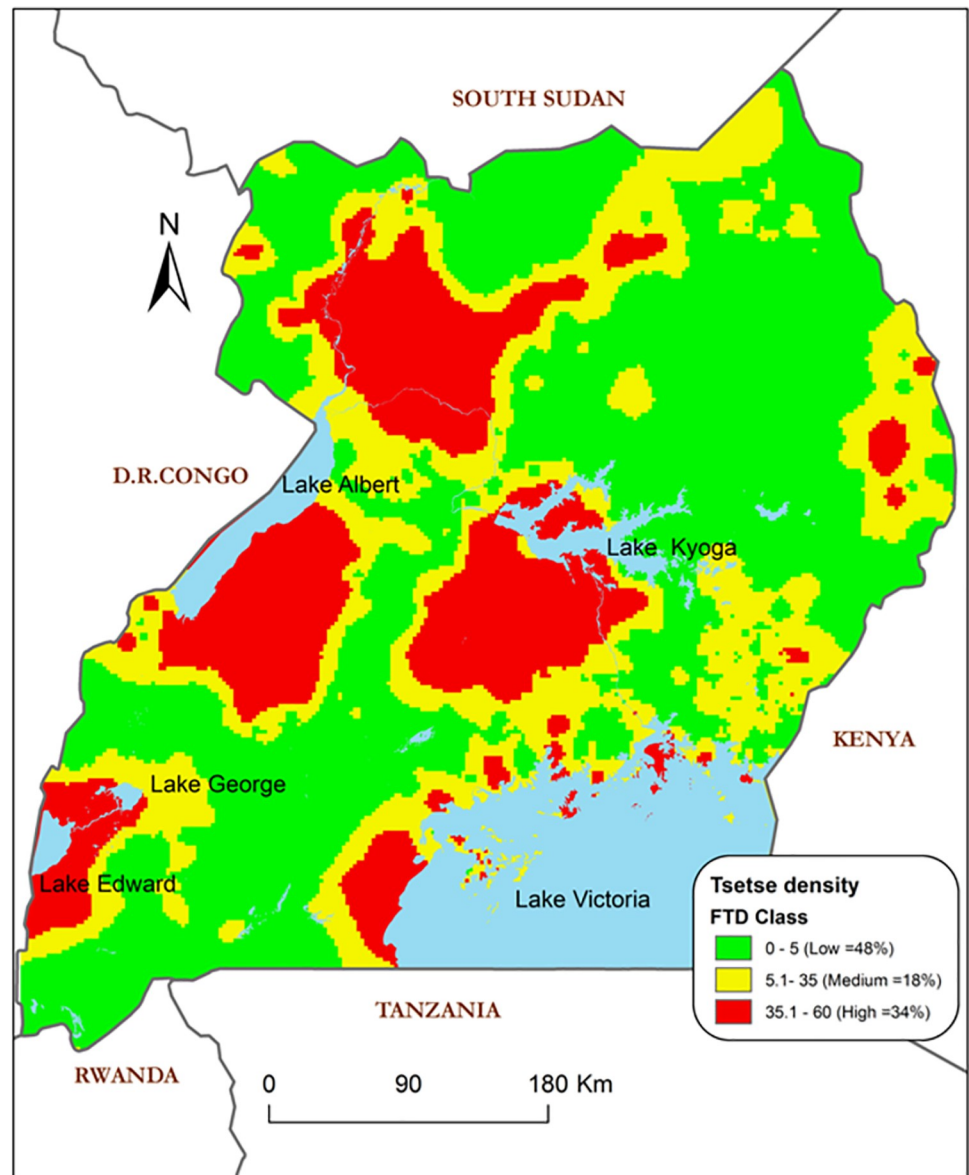 SOUTH SUDAN
N
D.R.CONGO
Lake Albert
Lake Kyoga
KENYA
Lake George
Lake Edward
Lake Victoria
Tsetse density
FTD Class
0 - 5 (Low =48%)
5.1- 35 (Medium =18%)
35.1 - 60 (High =34%)
TANZANIA
RWANDA
0 90 180 Km